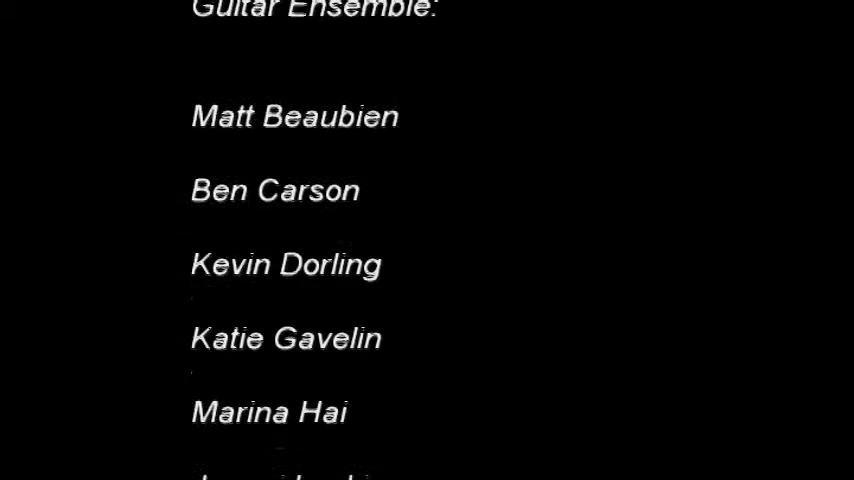 Guitar Ensemble:
Matt Beaubien
Ben Carson
Kevin Dorling
Katie Gavelin
Marina Hai